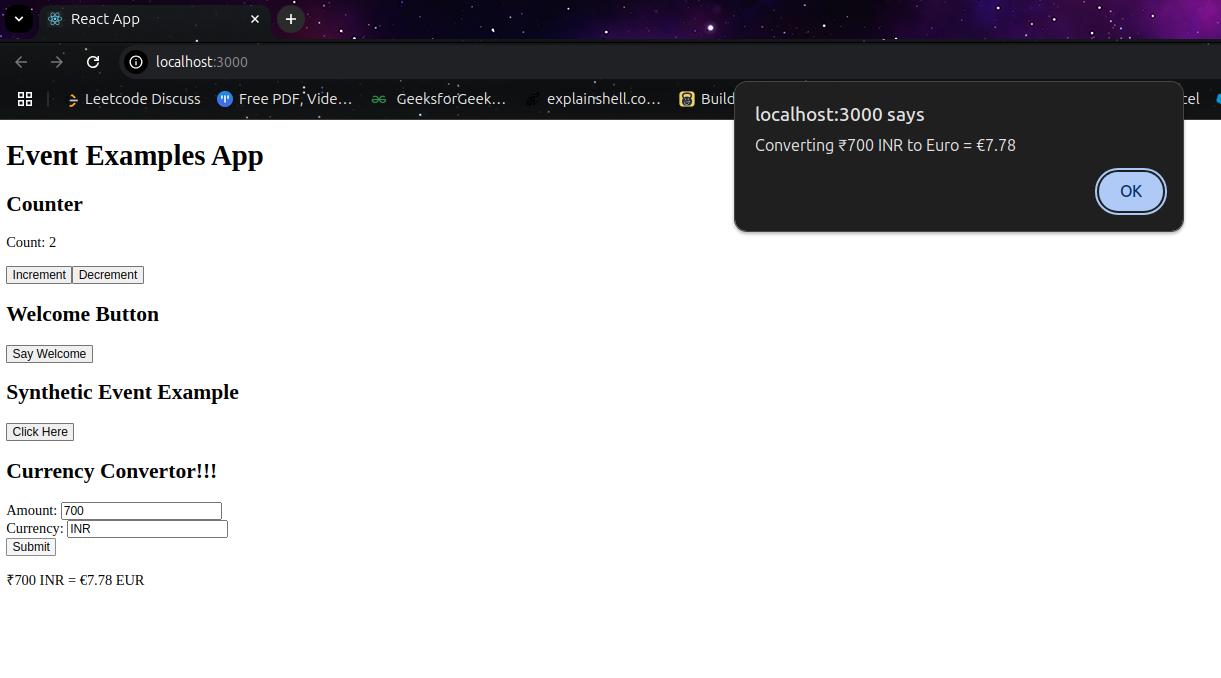 React App
localhost:3000
Leetcode Discuss Free PDF, Vide... GeeksforGeek... explainshell.co... Build cel
localhost:3000 says
Converting ₹700 INR to Euro = €7.78
OK
Event Examples App
Counter
Count: 2
Increment Decrement
Welcome Button
Say Welcome
Synthetic Event Example
Click Here
Currency Convertor!!!
Amount: 700
Currency: INR
Submit
₹700 INR = €7.78 EUR